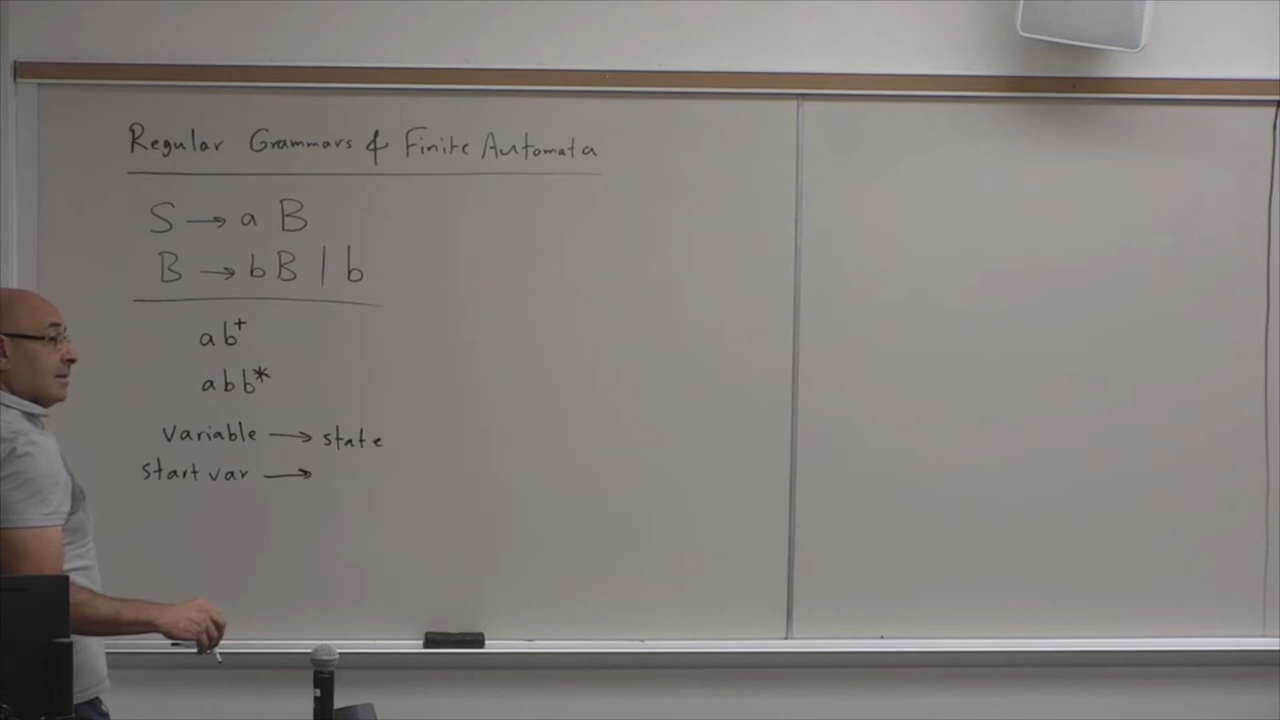 Regular Grammars & Finite Automata
S → a B
B → b B | b
ab⁺
abb*
variable → state
start var →